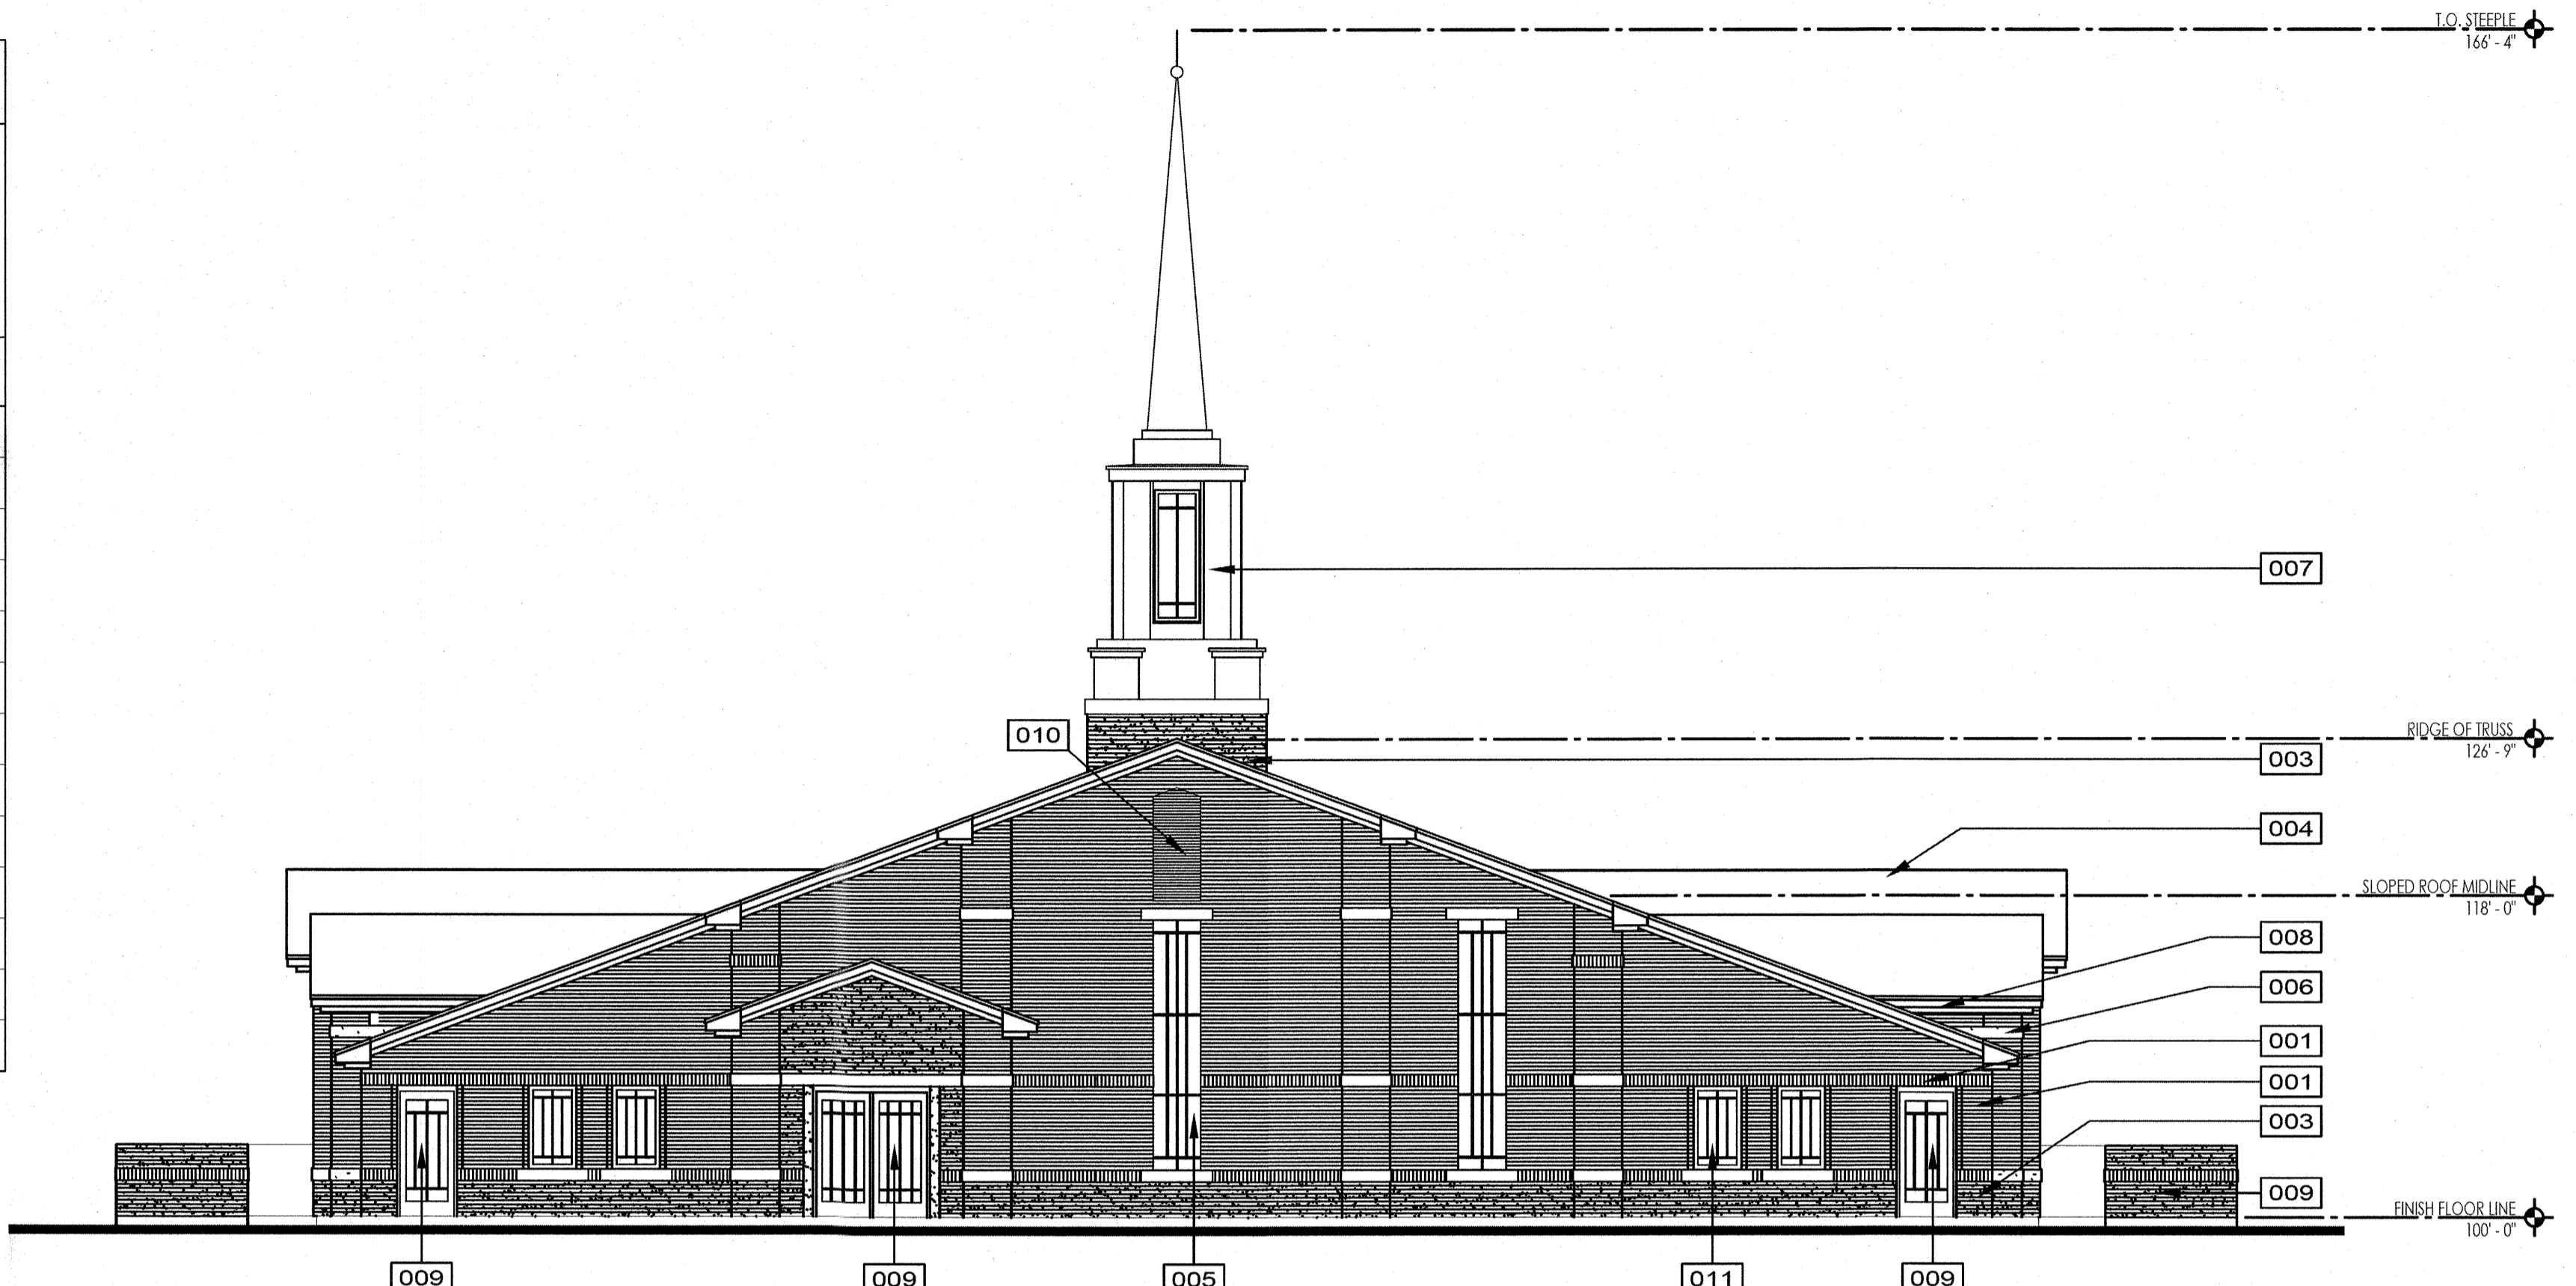 T.O. STEEPLE
166' - 4"
007
010
RIDGE OF TRUSS
126' - 9"
003
004
SLOPED ROOF MIDLINE
118' - 0"
008
006
001
001
003
009
FINISH FLOOR LINE
100' - 0"
009
009
005
011
009